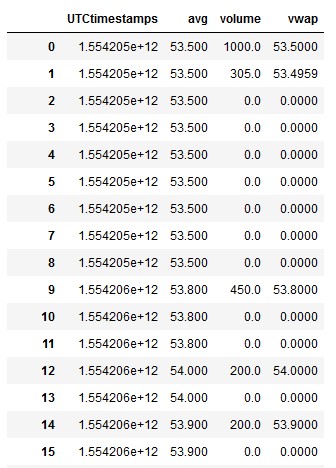 UTCtimestamps avg volume vwap
0 1.554205e+12 53.500 1000.0 53.5000
1 1.554205e+12 53.500 305.0 53.4959
2 1.554205e+12 53.500 0.0 0.0000
3 1.554205e+12 53.500 0.0 0.0000
4 1.554205e+12 53.500 0.0 0.0000
5 1.554205e+12 53.500 0.0 0.0000
6 1.554205e+12 53.500 0.0 0.0000
7 1.554205e+12 53.500 0.0 0.0000
8 1.554205e+12 53.500 0.0 0.0000
9 1.554206e+12 53.800 450.0 53.8000
10 1.554206e+12 53.800 0.0 0.0000
11 1.554206e+12 53.800 0.0 0.0000
12 1.554206e+12 54.000 200.0 54.0000
13 1.554206e+12 54.000 0.0 0.0000
14 1.554206e+12 53.900 200.0 53.9000
15 1.554206e+12 53.900 0.0 0.0000